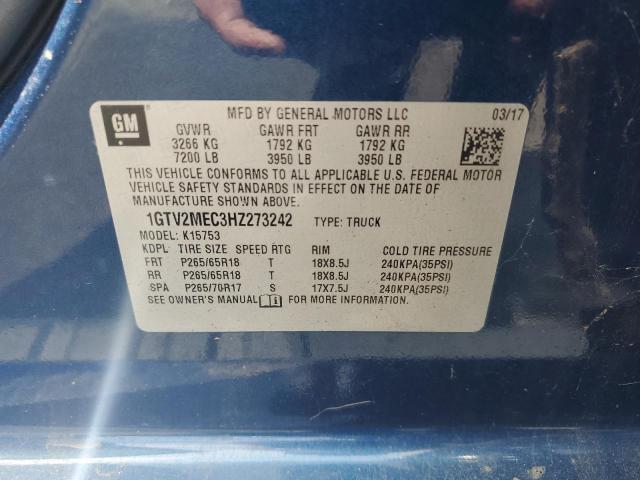 GM
MFD BY GENERAL MOTORS LLC 03/17
GVWR GAWR FRT GAWR RR
3266 KG 1792 KG 1792 KG
7200 LB 3950 LB 3950 LB
THIS VEHICLE CONFORMS TO ALL APPLICABLE U.S. FEDERAL MOTOR
VEHICLE SAFETY STANDARDS IN EFFECT ON THE DATE OF
MANUFACTURE SHOWN ABOVE.
1GTV2MEC3HZ273242 TYPE: TRUCK
MODEL: K15753
KDPL TIRE SIZE SPEED RTG RIM COLD TIRE PRESSURE
FRT P265/65R18 T 18X8.5J 240KPA(35PSI)
RR P265/65R18 T 18X8.5J 240KPA(35PSI)
SPA P265/70R17 S 17X7.5J 240KPA(35PSI)
SEE OWNER'S MANUAL FOR MORE INFORMATION